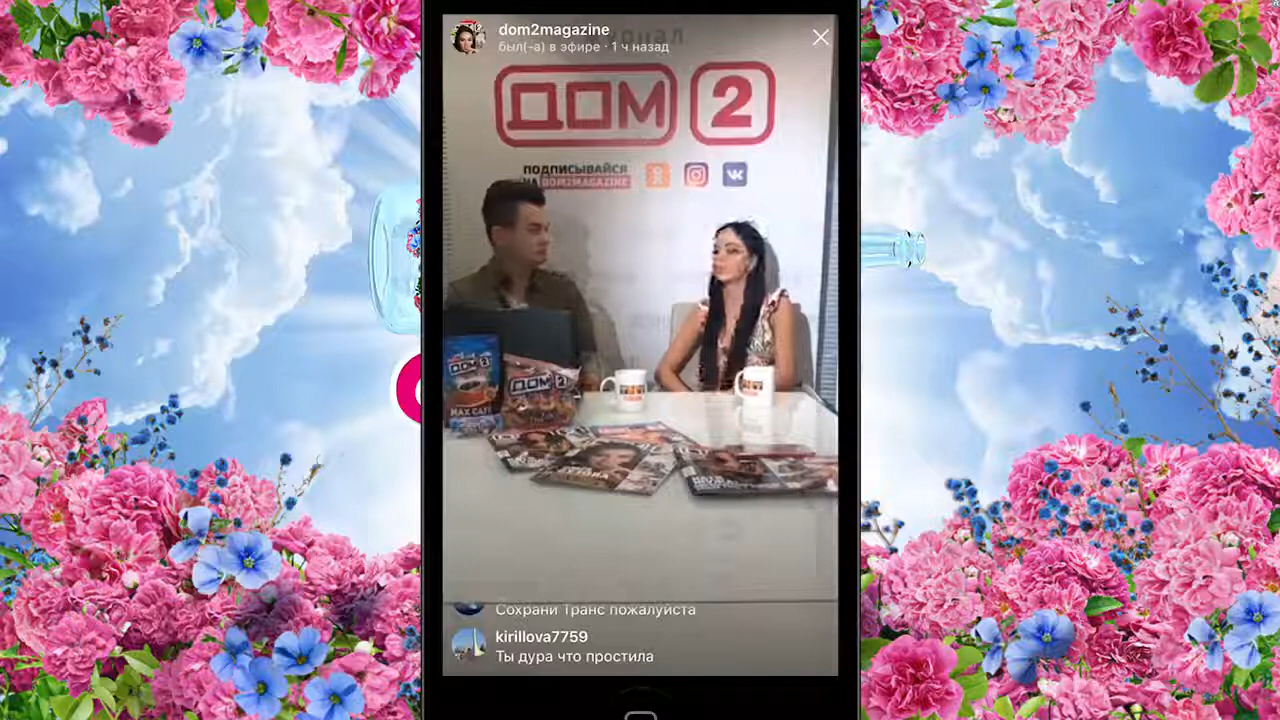 dom2magazine
был(-а) в эфире · 1 ч назад
ДОМ 2
ПОДПИСЫВАЙСЯ
НА DOM2MAGAZINE
ДОМ 2
MAX CAFE
ДОМ 2
Сохрани Транс пожалуйста
kirillova7759
Ты дура что простила